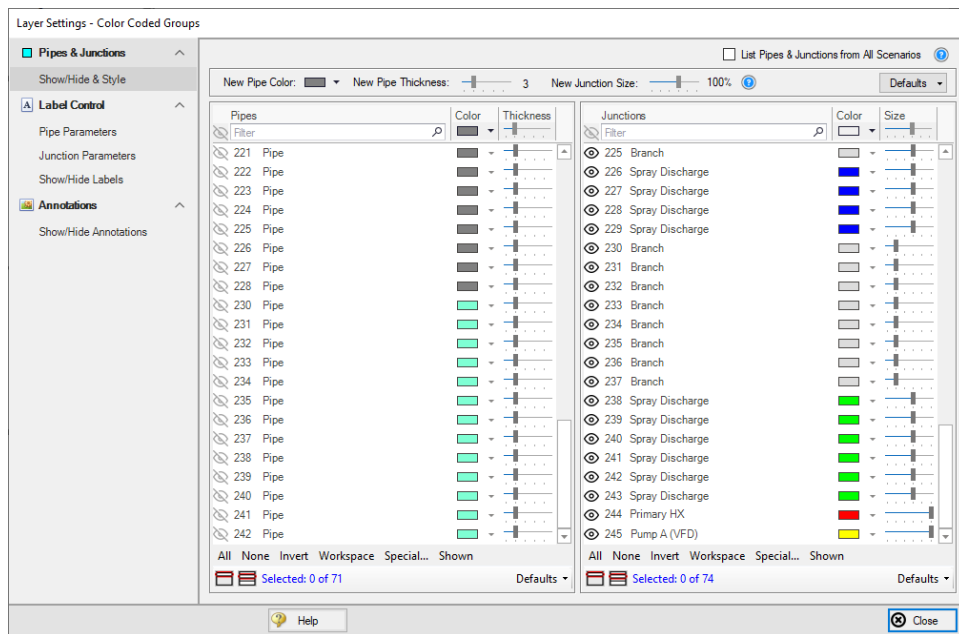 Layer Settings - Color Coded Groups
Pipes & Junctions
Show/Hide & Style
A Label Control
Pipe Parameters
Junction Parameters
Show/Hide Labels
Annotations
Show/Hide Annotations
List Pipes & Junctions from All Scenarios ?
New Pipe Color: New Pipe Thickness: 3 New Junction Size: 100% ? Defaults
Pipes Color Thickness
Filter
221 Pipe
222 Pipe
223 Pipe
224 Pipe
225 Pipe
226 Pipe
227 Pipe
228 Pipe
230 Pipe
231 Pipe
232 Pipe
233 Pipe
234 Pipe
235 Pipe
236 Pipe
237 Pipe
238 Pipe
239 Pipe
240 Pipe
241 Pipe
242 Pipe
All None Invert Workspace Special... Shown
Selected: 0 of 71 Defaults
Junctions Color Size
Filter
225 Branch
226 Spray Discharge
227 Spray Discharge
228 Spray Discharge
229 Spray Discharge
230 Branch
231 Branch
232 Branch
233 Branch
234 Branch
235 Branch
236 Branch
237 Branch
238 Spray Discharge
239 Spray Discharge
240 Spray Discharge
241 Spray Discharge
242 Spray Discharge
243 Spray Discharge
244 Primary HX
245 Pump A (VFD)
All None Invert Workspace Special... Shown
Selected: 0 of 74 Defaults
? Help
Close